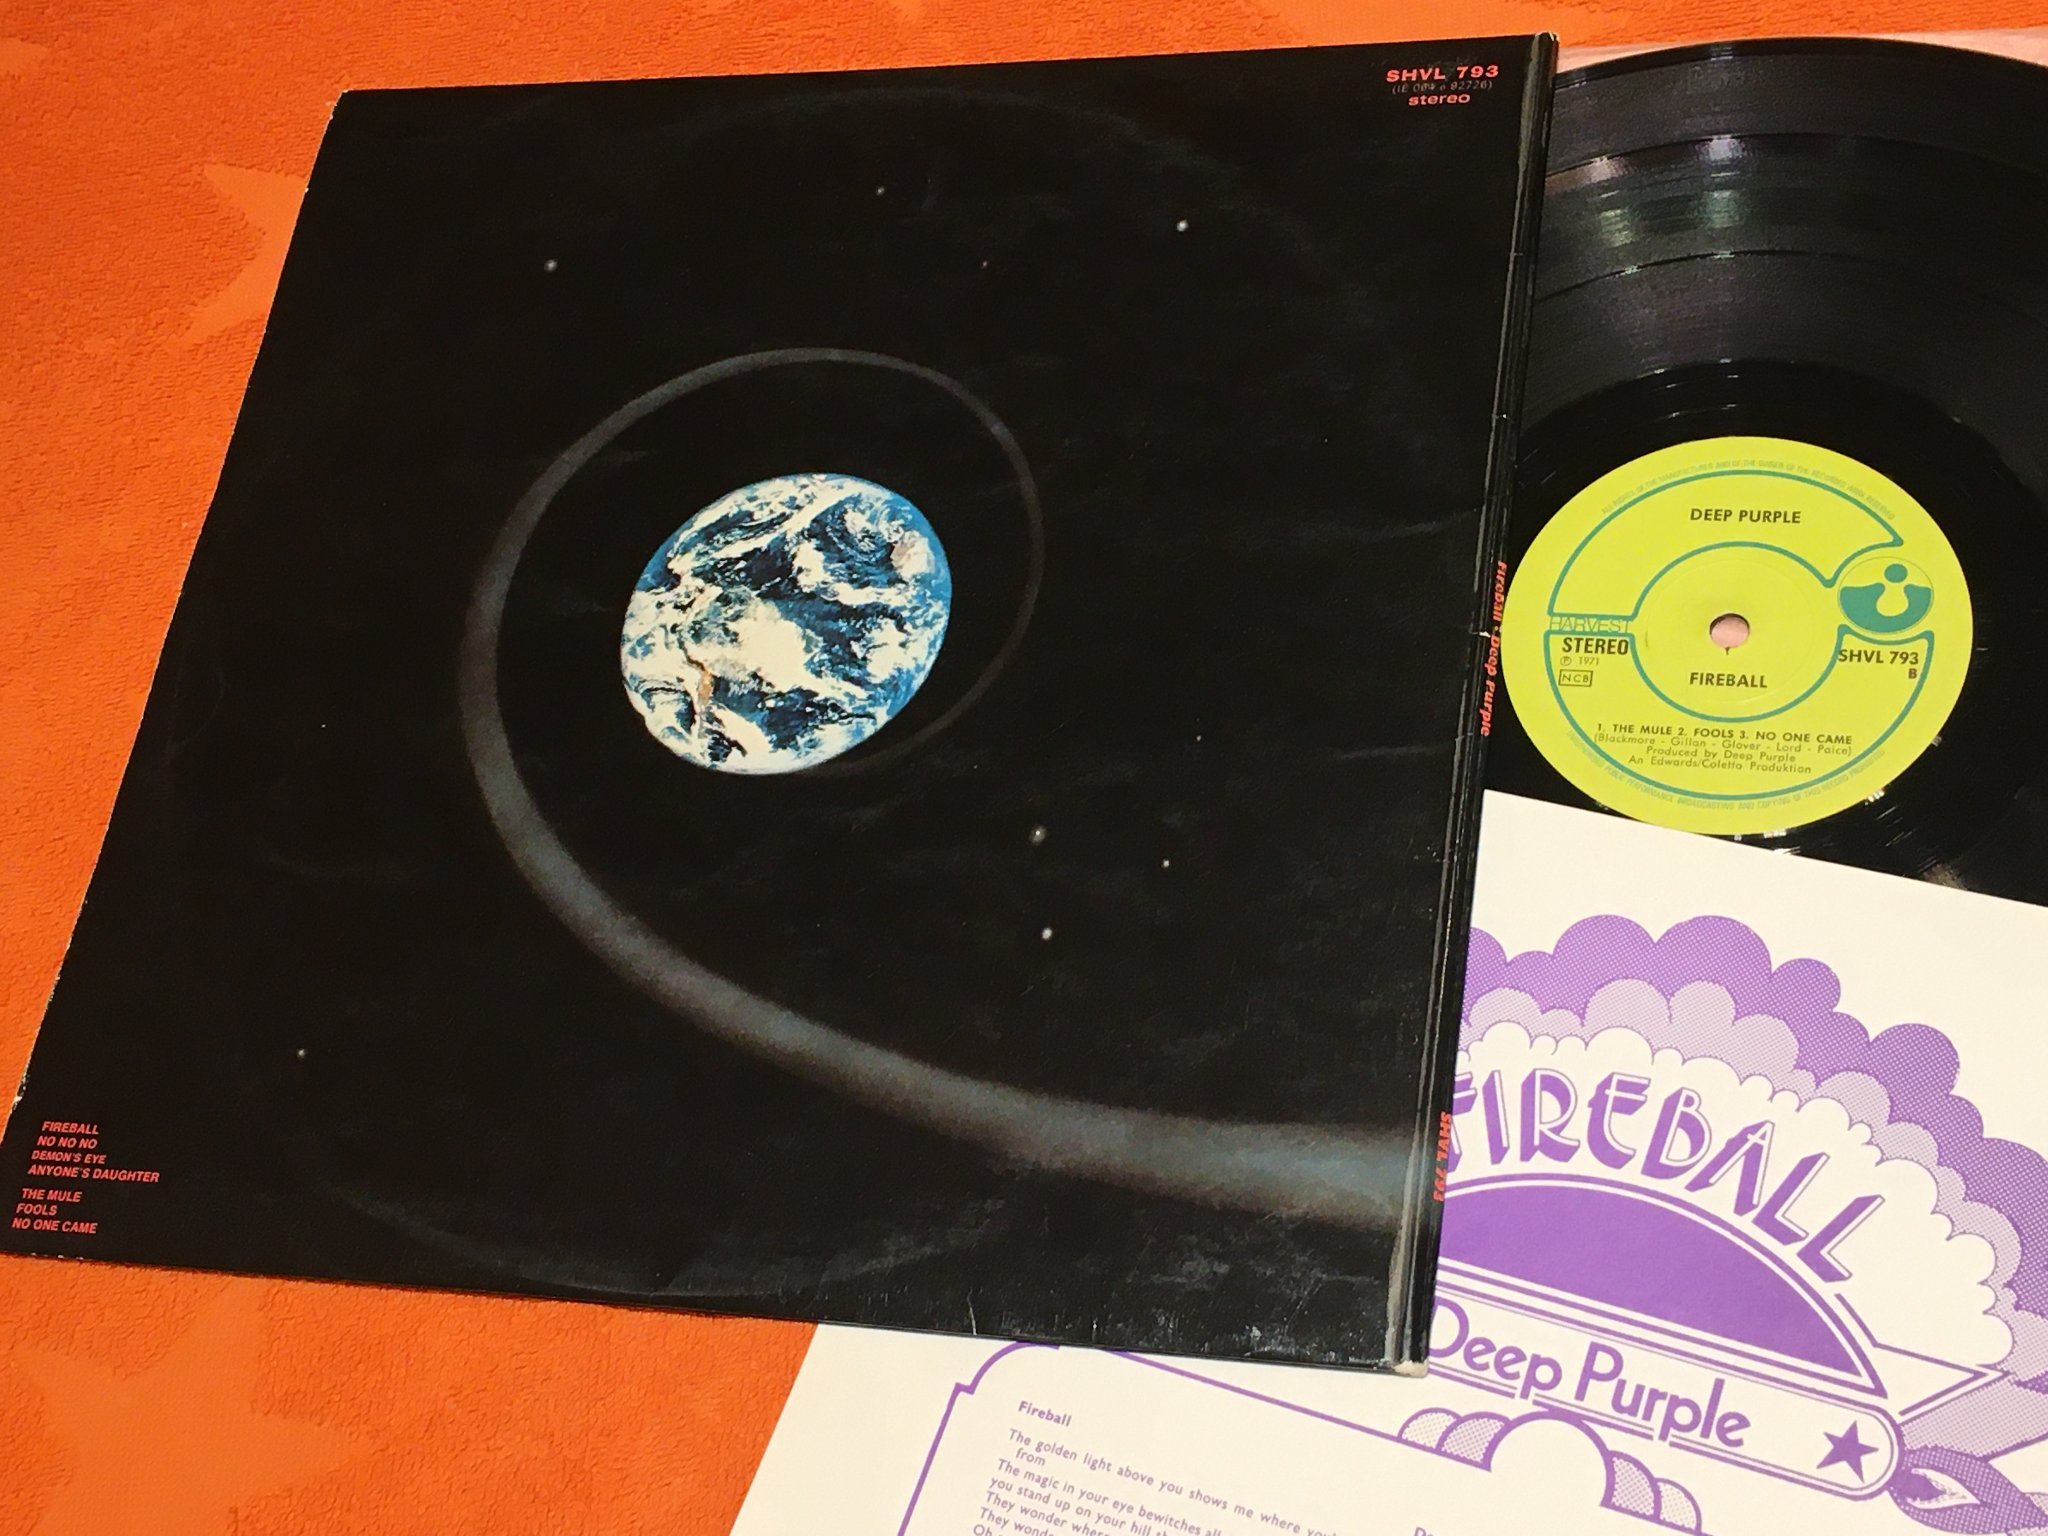 SHVL 793
stereo
Fireball · Deep Purple
SHVL 793
FIREBALL
NO NO NO
DEMON'S EYE
ANYONE'S DAUGHTER
THE MULE
FOOLS
NO ONE CAME
DEEP PURPLE
HARVEST
STEREO
℗ 1971
NCB
SHVL 793
B
FIREBALL
1. THE MULE 2. FOOLS 3. NO ONE CAME
(Blackmore - Gillan - Glover - Lord - Paice)
Produced by Deep Purple
An Edwards/Coletta Produktion
FIREBALL
Deep Purple
Fireball
The golden light above you shows me where
from
The magic in your eye bewitches all
you stand up on your hill
They wonder where
They
Oh